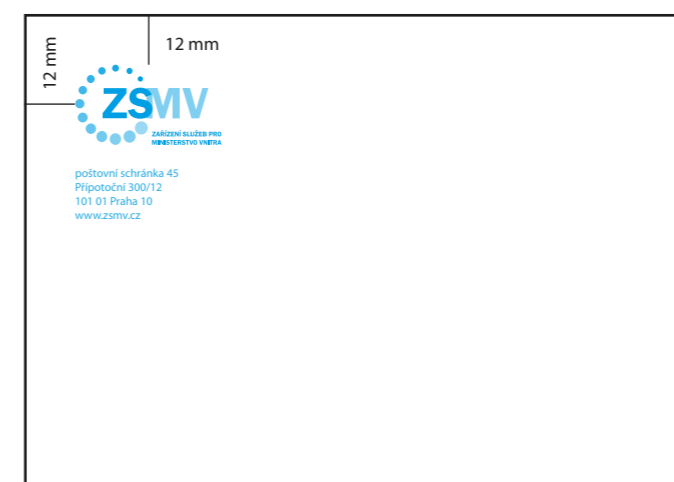 12 mm
12 mm
ZSMV
ZAŘÍZENÍ SLUŽEB PRO
MINISTERSTVO VNITRA
poštovní schránka 45
Přípotoční 300/12
101 01 Praha 10
www.zsmv.cz